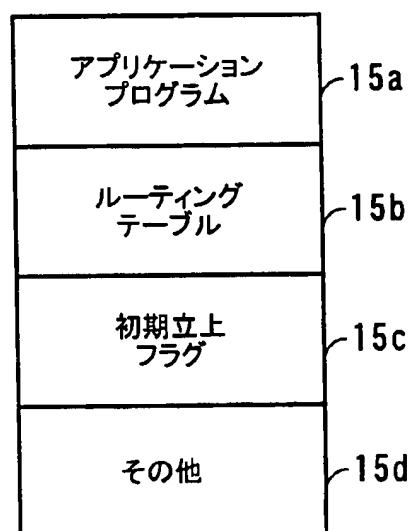 アプリケーション
プログラム
15a
ルーティング
テーブル
15b
初期立上
フラグ
15c
その他
15d